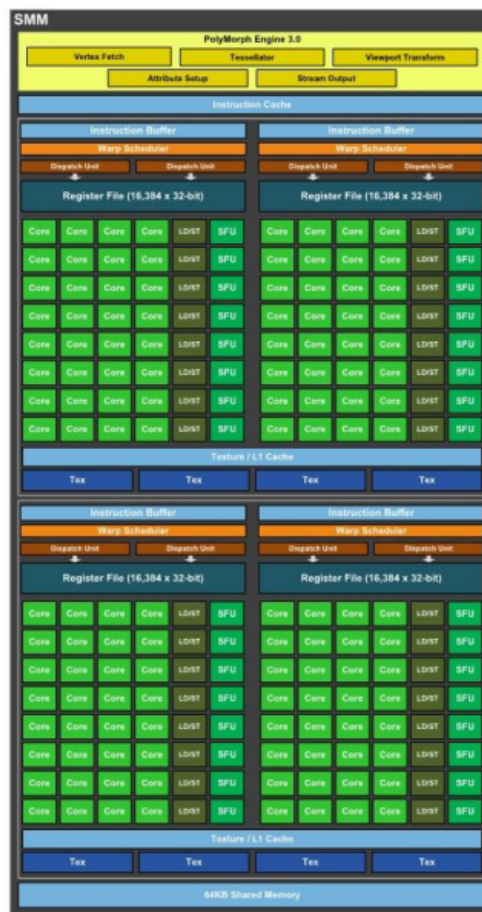 SMM
PolyMorph Engine 3.0
Vertex Fetch Tessellator Viewport Transform
Attribute Setup Stream Output
Instruction Cache
Instruction Buffer Instruction Buffer
Warp Scheduler Warp Scheduler
Dispatch Unit Dispatch Unit Dispatch Unit Dispatch Unit
Register File (16,384 x 32-bit) Register File (16,384 x 32-bit)
Core Core Core Core LD/ST SFU Core Core Core Core LD/ST SFU
Core Core Core Core LD/ST SFU Core Core Core Core LD/ST SFU
Core Core Core Core LD/ST SFU Core Core Core Core LD/ST SFU
Core Core Core Core LD/ST SFU Core Core Core Core LD/ST SFU
Core Core Core Core LD/ST SFU Core Core Core Core LD/ST SFU
Core Core Core Core LD/ST SFU Core Core Core Core LD/ST SFU
Core Core Core Core LD/ST SFU Core Core Core Core LD/ST SFU
Core Core Core Core LD/ST SFU Core Core Core Core LD/ST SFU
Texture / L1 Cache
Tex Tex Tex Tex
Instruction Buffer Instruction Buffer
Warp Scheduler Warp Scheduler
Dispatch Unit Dispatch Unit Dispatch Unit Dispatch Unit
Register File (16,384 x 32-bit) Register File (16,384 x 32-bit)
Core Core Core Core LD/ST SFU Core Core Core Core LD/ST SFU
Core Core Core Core LD/ST SFU Core Core Core Core LD/ST SFU
Core Core Core Core LD/ST SFU Core Core Core Core LD/ST SFU
Core Core Core Core LD/ST SFU Core Core Core Core LD/ST SFU
Core Core Core Core LD/ST SFU Core Core Core Core LD/ST SFU
Core Core Core Core LD/ST SFU Core Core Core Core LD/ST SFU
Core Core Core Core LD/ST SFU Core Core Core Core LD/ST SFU
Core Core Core Core LD/ST SFU Core Core Core Core LD/ST SFU
Texture / L1 Cache
Tex Tex Tex Tex
64KB Shared Memory